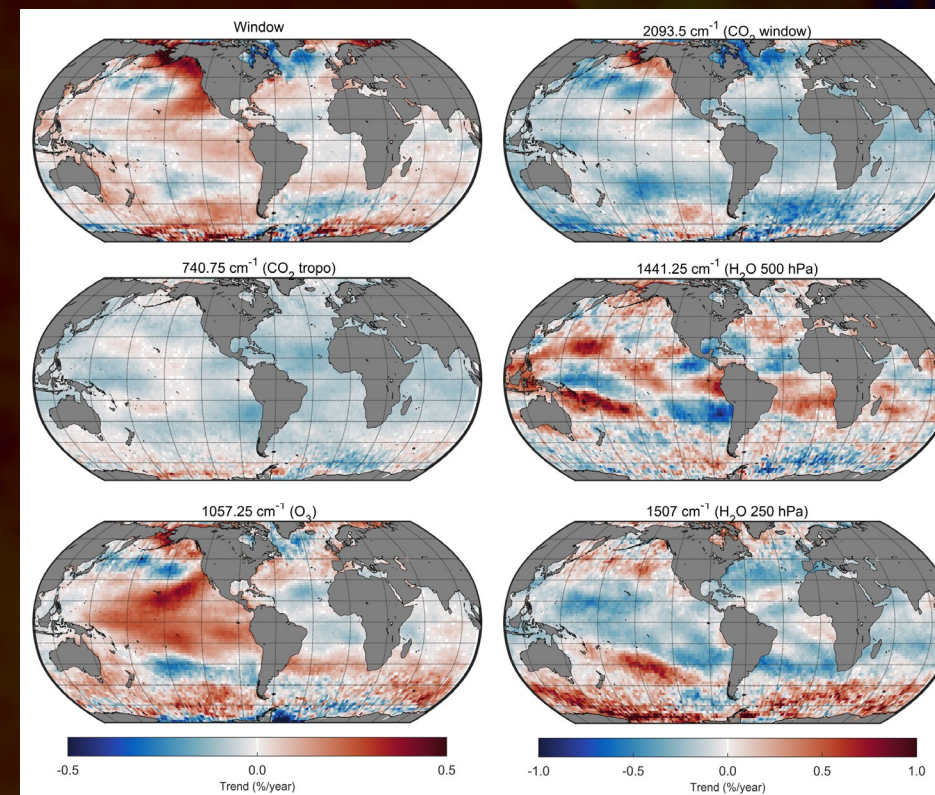 Window
2093.5 cm⁻¹ (CO₂ window)
740.75 cm⁻¹ (CO₂ tropo)
1441.25 cm⁻¹ (H₂O 500 hPa)
1057.25 cm⁻¹ (O₃)
1507 cm⁻¹ (H₂O 250 hPa)
-0.5 0.0 0.5
Trend (%/year)
-1.0 -0.5 0.0 0.5 1.0
Trend (%/year)